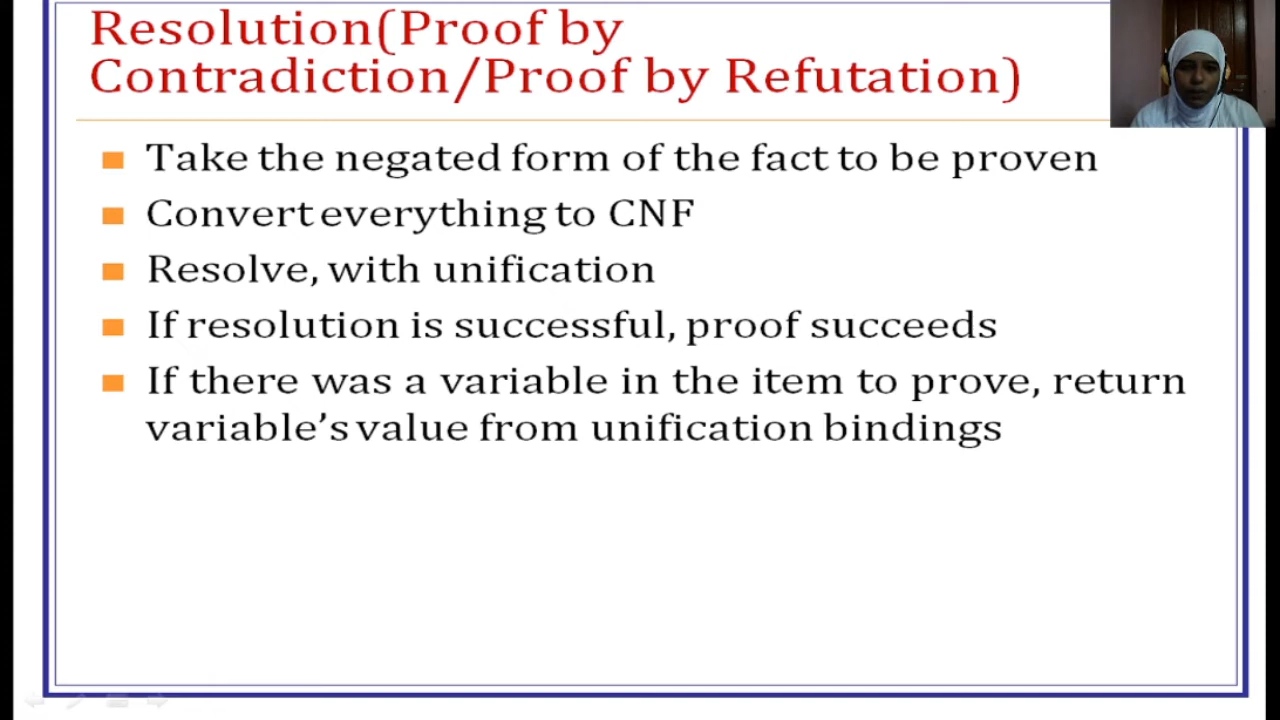 Resolution(Proof by
Contradiction/Proof by Refutation)
Take the negated form of the fact to be proven
Convert everything to CNF
Resolve, with unification
If resolution is successful, proof succeeds
If there was a variable in the item to prove, return
variable’s value from unification bindings